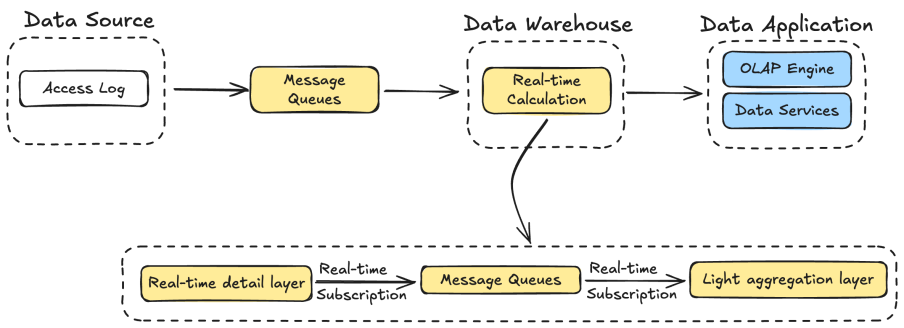 Data Source
Data Warehouse
Data Application
Access Log
Message
Queues
Real-time
Calculation
OLAP Engine
Data Services
Real-time detail layer
Real-time
Subscription
Message Queues
Real-time
Subscription
Light aggregation layer